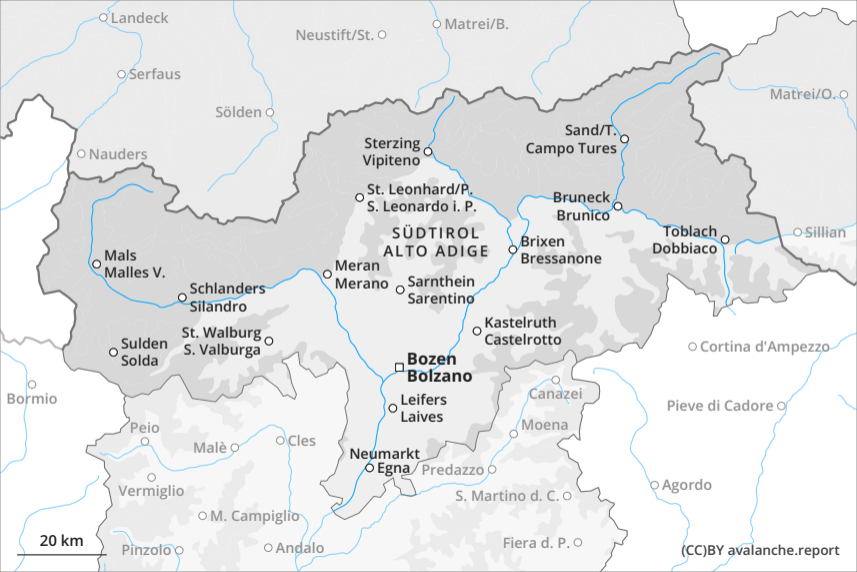 Landeck
Matrei/B.
Neustift/St.
Serfaus
Matrei/O.
Sölden
Sand/T.
Campo Tures
Sterzing
Vipiteno
Nauders
St. Leonhard/P.
S. Leonardo i. P.
Bruneck
Brunico
SÜDTIROL
ALTO ADIGE
Toblach
Dobbiaco
Sillian
Brixen
Bressanone
Mals
Malles V.
Meran
Merano
Sarnthein
Sarentino
Schlanders
Silandro
Kastelruth
Castelrotto
St. Walburg
S. Valburga
Sulden
Solda
Cortina d'Ampezzo
Bozen
Bolzano
Bormio
Canazei
Leifers
Laives
Pieve di Cadore
Peio
Moena
Malè
Cles
Neumarkt
Egna
Predazzo
Vermiglio
Agordo
S. Martino d. C.
M. Campiglio
20 km
Pinzolo
Andalo
Fiera d. P.
(CC)BY avalanche.report